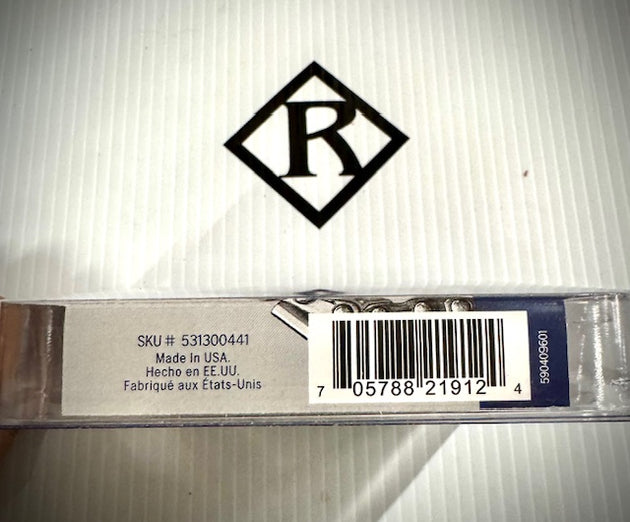 R
SKU # 531300441
Made in USA.
Hecho en EE.UU.
Fabriqué aux États-Unis
7 05788 21912 4
590409601